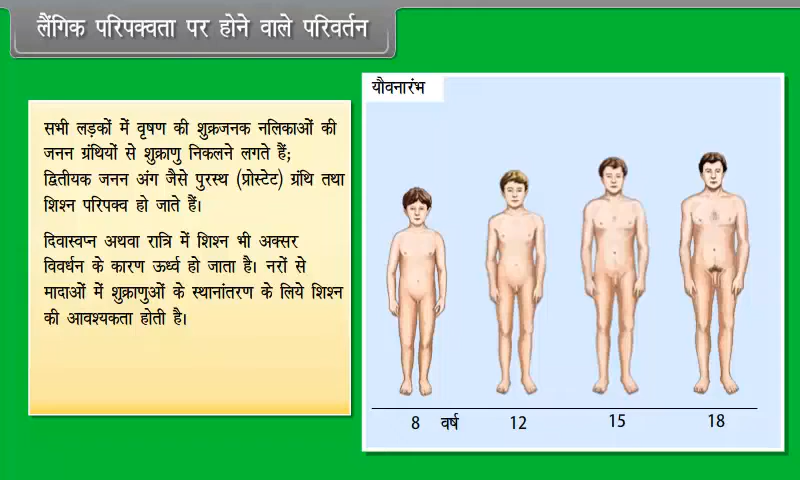 लैंगिक परिपक्वता पर होने वाले परिवर्तन
सभी लड़कों में वृषण की शुक्रजनक नलिकाओं की
जनन ग्रंथियों से शुक्राणु निकलने लगते हैं;
द्वितीयक जनन अंग जैसे पुरस्थ (प्रोस्टेट) ग्रंथि तथा
शिश्न परिपक्व हो जाते हैं।
दिवास्वप्न अथवा रात्रि में शिश्न भी अक्सर
विवर्धन के कारण ऊर्ध्व हो जाता है। नरों से
मादाओं में शुक्राणुओं के स्थानांतरण के लिये शिश्न
की आवश्यकता होती है।
यौवनारंभ
8 वर्ष 12 15 18